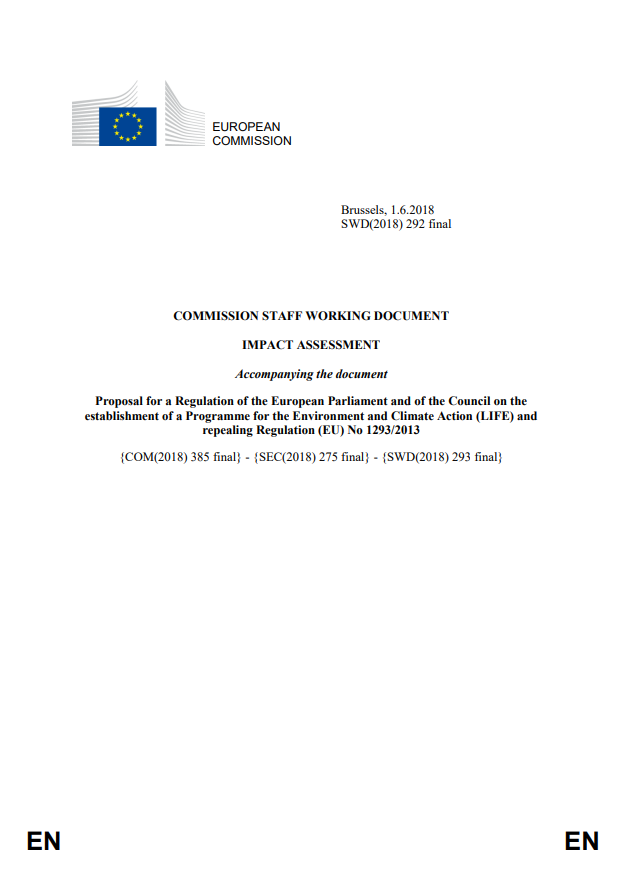 EUROPEAN
COMMISSION
Brussels, 1.6.2018
SWD(2018) 292 final
COMMISSION STAFF WORKING DOCUMENT
IMPACT ASSESSMENT
Accompanying the document
Proposal for a Regulation of the European Parliament and of the Council on the
establishment of a Programme for the Environment and Climate Action (LIFE) and
repealing Regulation (EU) No 1293/2013
{COM(2018) 385 final} - {SEC(2018) 275 final} - {SWD(2018) 293 final}
EN EN